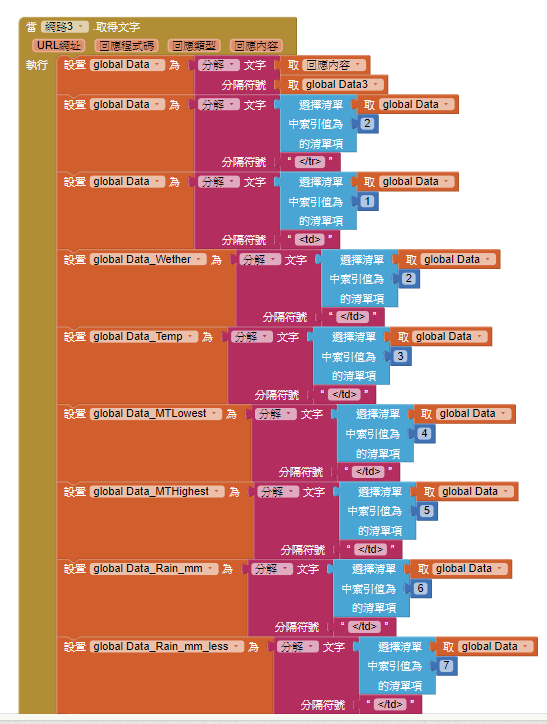 當 網路3 .取得文字
URL網址 回應程式碼 回應類型 回應內容
執行 設置 global Data 為 分解 文字 取 回應內容
分隔符號 取 global Data3
設置 global Data 為 分解 文字 選擇清單 取 global Data
中索引值為 2
的清單項
分隔符號 “ </tr> ”
設置 global Data 為 分解 文字 選擇清單 取 global Data
中索引值為 1
的清單項
分隔符號 “ <td> ”
設置 global Data_Wether 為 分解 文字 選擇清單 取 global Data
中索引值為 2
的清單項
分隔符號 “ </td> ”
設置 global Data_Temp 為 分解 文字 選擇清單 取 global Data
中索引值為 3
的清單項
分隔符號 “ </td> ”
設置 global Data_MTLowest 為 分解 文字 選擇清單 取 global Data
中索引值為 4
的清單項
分隔符號 “ </td> ”
設置 global Data_MTHighest 為 分解 文字 選擇清單 取 global Data
中索引值為 5
的清單項
分隔符號 “ </td> ”
設置 global Data_Rain_mm 為 分解 文字 選擇清單 取 global Data
中索引值為 6
的清單項
分隔符號 “ </td> ”
設置 global Data_Rain_mm_less 為 分解 文字 選擇清單 取 global Data
中索引值為 7
的清單項
分隔符號 “ </td> ”